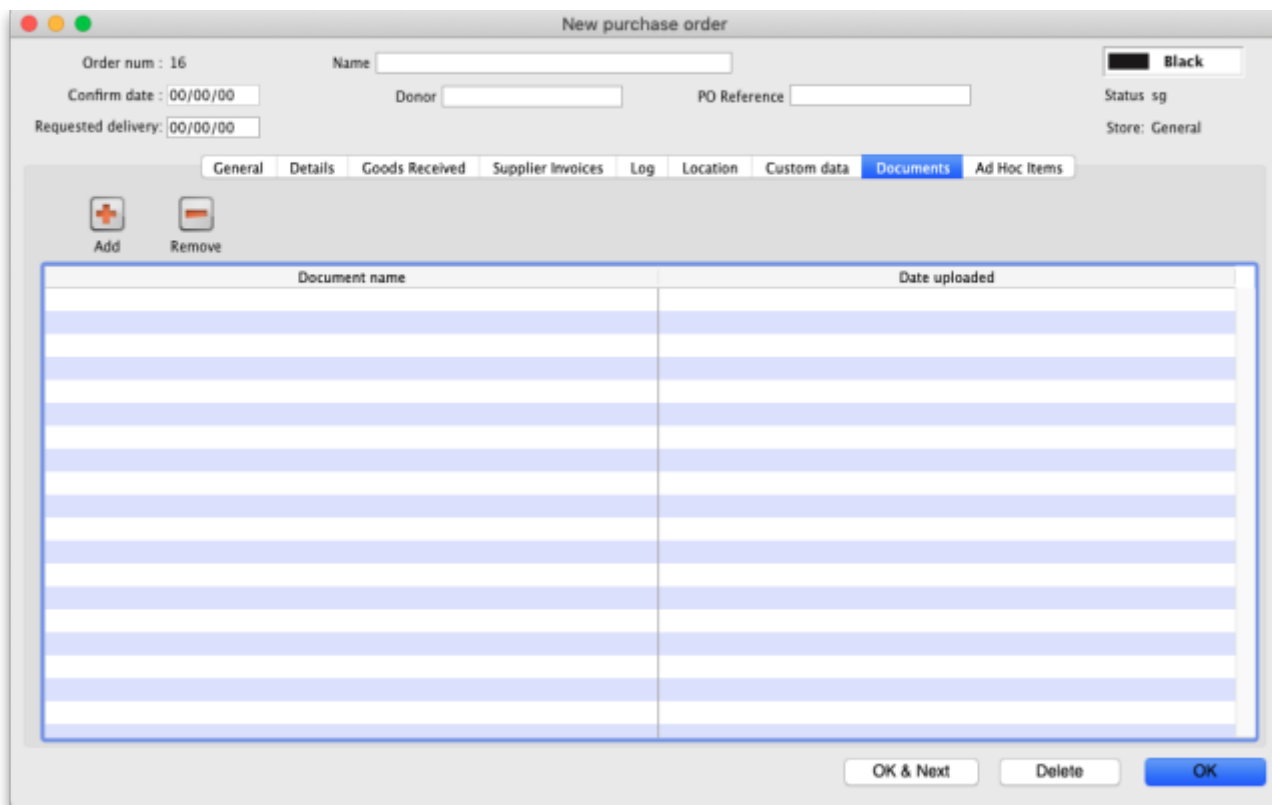 New purchase order
Order num : 16 Name Black
Confirm date : 00/00/00 Donor PO Reference Status sg
Requested delivery: 00/00/00 Store: General
General Details Goods Received Supplier Invoices Log Location Custom data Documents Ad Hoc Items
Add Remove
Document name Date uploaded
OK & Next Delete OK